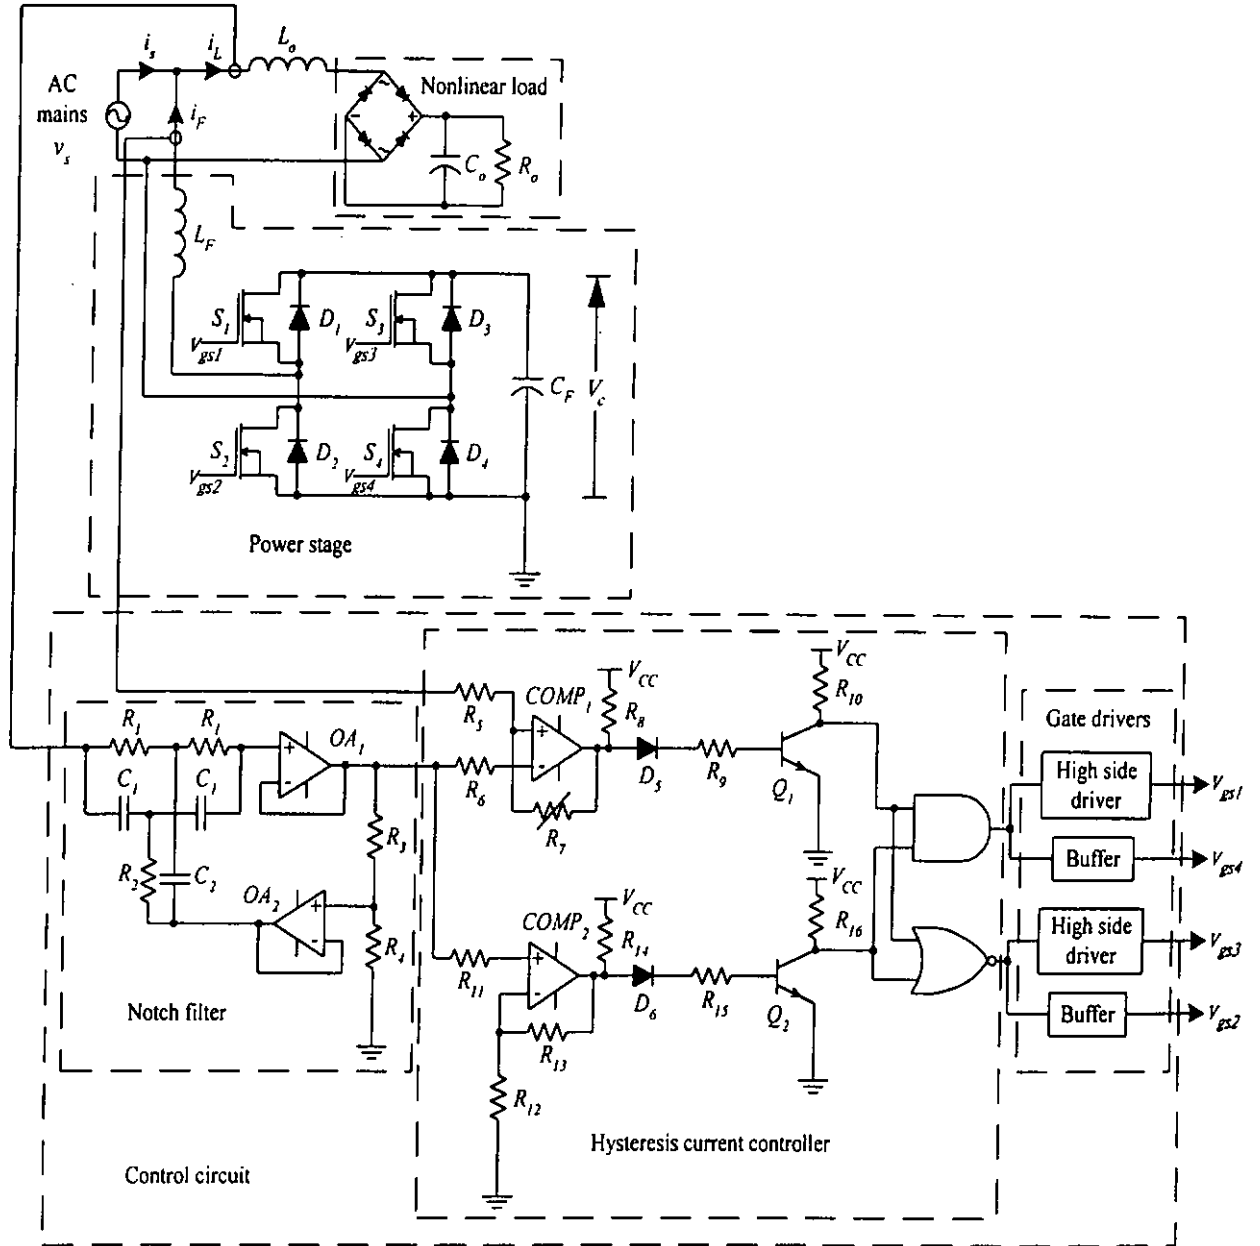 i_s
i_L
L_o
AC mains
v_s
i_F
Nonlinear load
C_o
R_o
L_F
S_1
D_1
S_3
D_3
V_gs1
V_gs3
C_F
V_c
S_2
D_2
S_4
D_4
V_gs2
V_gs4
Power stage
V_CC
R_10
COMP_1
V_CC
R_5
R_8
Gate drivers
R_1
R_1
OA_1
High side driver
V_gs1
C_1
C_1
R_6
D_5
R_9
Q_1
R_7
R_3
Buffer
V_gs4
R_2
C_2
OA_2
V_CC
V_CC
COMP_2
R_14
R_16
High side driver
V_gs3
R_4
R_11
D_6
R_15
Q_2
Notch filter
Buffer
V_gs2
R_13
R_12
Hysteresis current controller
Control circuit